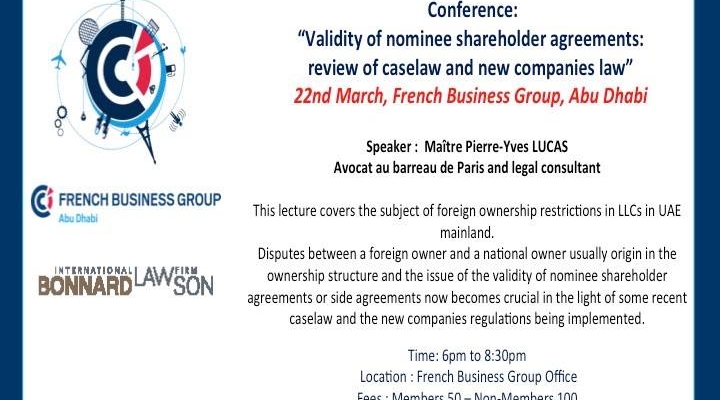 Conference:
“Validity of nominee shareholder agreements:
review of caselaw and new companies law”
22nd March, French Business Group, Abu Dhabi
Speaker : Maître Pierre-Yves LUCAS
Avocat au barreau de Paris and legal consultant
FRENCH BUSINESS GROUP
Abu Dhabi
INTERNATIONAL LAW FIRM
BONNARD LAWSON
This lecture covers the subject of foreign ownership restrictions in LLCs in UAE
mainland.
Disputes between a foreign owner and a national owner usually origin in the
ownership structure and the issue of the validity of nominee shareholder
agreements or side agreements now becomes crucial in the light of some recent
caselaw and the new companies regulations being implemented.
Time: 6pm to 8:30pm
Location : French Business Group Office
Fees : Members 50 – Non-Members 100